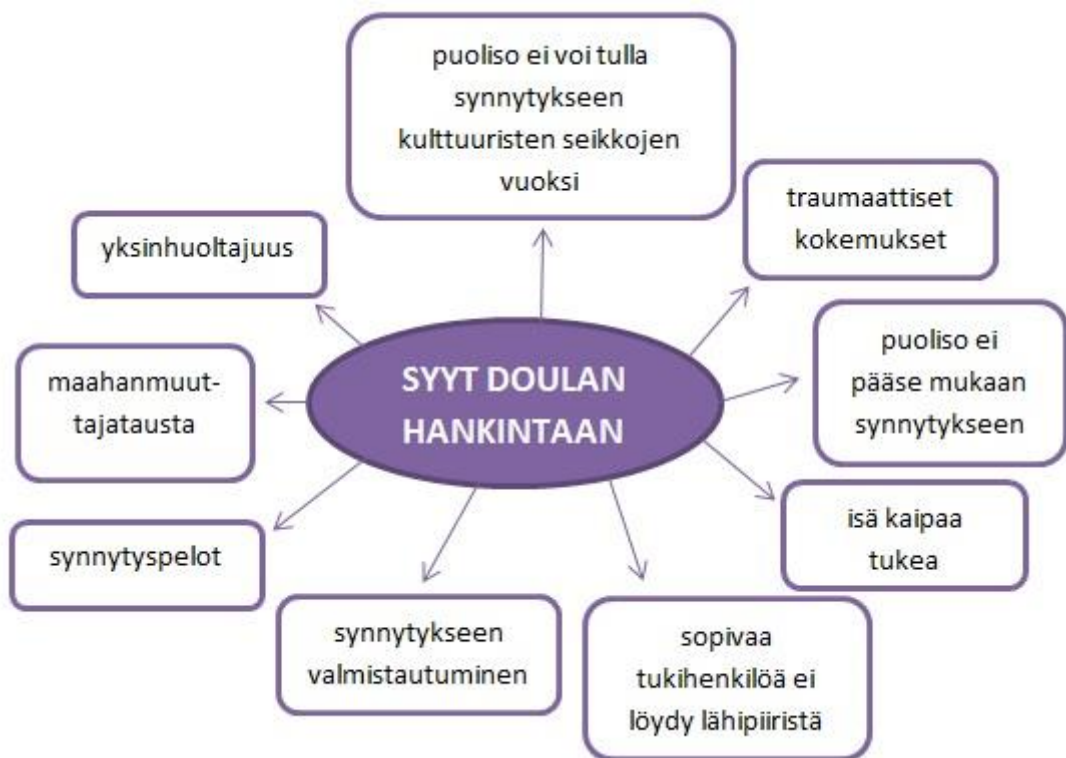 puoliso ei voi tulla
synnytykseen
kulttuuristen seikkojen
vuoksi
traumaattiset
kokemukset
yksinhuoltajuus
puoliso ei
pääse mukaan
synnytykseen
SYYT DOULAN
HANKINTAAN
maahanmuut-
tajatausta
isä kaipaa
tukea
synnytyspelot
synnytykseen
valmistautuminen
sopivaa
tukihenkilöä ei
löydy lähipiiristä